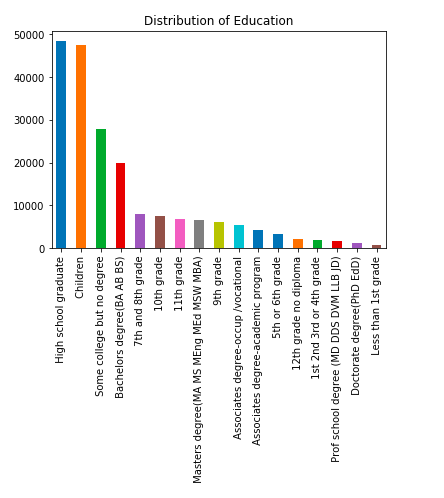 Distribution of Education
50000
40000
30000
20000
10000
0
High school graduate
Children
Some college but no degree
Bachelors degree(BA AB BS)
7th and 8th grade
10th grade
11th grade
Masters degree(MA MS MEng MEd MSW MBA)
9th grade
Associates degree-occup /vocational
Associates degree-academic program
5th or 6th grade
12th grade no diploma
1st 2nd 3rd or 4th grade
Prof school degree (MD DDS DVM LLB JD)
Doctorate degree(PhD EdD)
Less than 1st grade